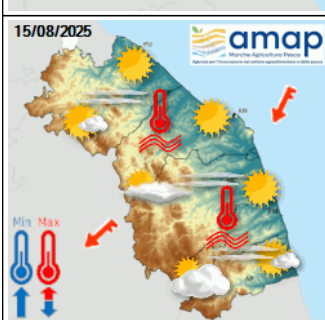 15/08/2025
amap
Marche Agricoltura Pesca
Agenzia per l'innovazione nel settore agroalimentare e della pesca
PU
AN
MC
Min Max